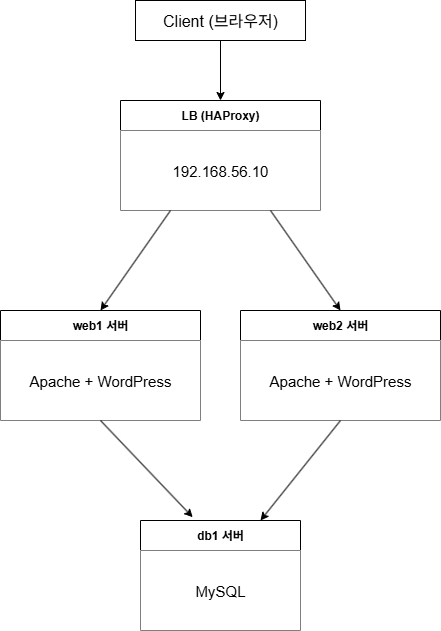 Client (브라우저)
LB (HAProxy)
192.168.56.10
web1 서버
Apache + WordPress
web2 서버
Apache + WordPress
db1 서버
MySQL